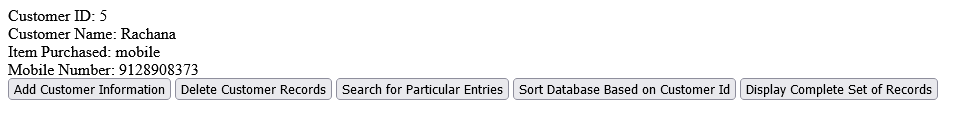 Customer ID: 5
Customer Name: Rachana
Item Purchased: mobile
Mobile Number: 9128908373
Add Customer Information Delete Customer Records Search for Particular Entries Sort Database Based on Customer Id Display Complete Set of Records